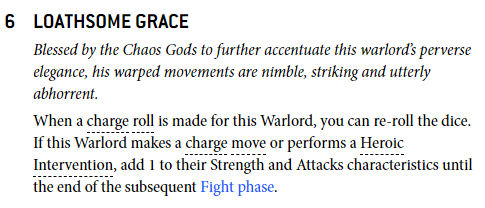 6 LOATHSOME GRACE
Blessed by the Chaos Gods to further accentuate this warlord's perverse
elegance, his warped movements are nimble, striking and utterly
abhorrent.
When a charge roll is made for this Warlord, you can re-roll the dice.
If this Warlord makes a charge move or performs a Heroic
Intervention, add 1 to their Strength and Attacks characteristics until
the end of the subsequent Fight phase.